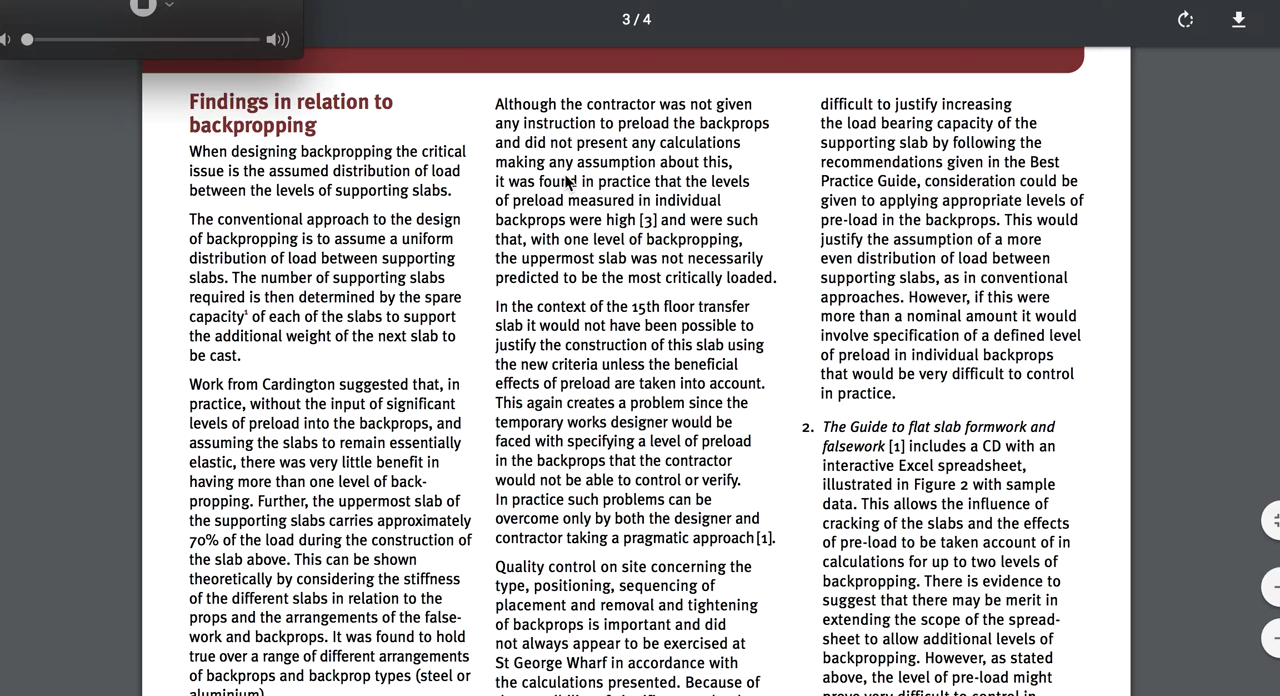 3 / 4
Findings in relation to
backpropping
When designing backpropping the critical
issue is the assumed distribution of load
between the levels of supporting slabs.
The conventional approach to the design
of backpropping is to assume a uniform
distribution of load between supporting
slabs. The number of supporting slabs
required is then determined by the spare
capacity¹ of each of the slabs to support
the additional weight of the next slab to
be cast.
Work from Cardington suggested that, in
practice, without the input of significant
levels of preload into the backprops, and
assuming the slabs to remain essentially
elastic, there was very little benefit in
having more than one level of back-
propping. Further, the uppermost slab of
the supporting slabs carries approximately
70% of the load during the construction of
the slab above. This can be shown
theoretically by considering the stiffness
of the different slabs in relation to the
props and the arrangements of the false-
work and backprops. It was found to hold
true over a range of different arrangements
of backprops and backprop types (steel or
aluminium)
Although the contractor was not given
any instruction to preload the backprops
and did not present any calculations
making any assumption about this,
it was found in practice that the levels
of preload measured in individual
backprops were high [3] and were such
that, with one level of backpropping,
the uppermost slab was not necessarily
predicted to be the most critically loaded.
In the context of the 15th floor transfer
slab it would not have been possible to
justify the construction of this slab using
the new criteria unless the beneficial
effects of preload are taken into account.
This again creates a problem since the
temporary works designer would be
faced with specifying a level of preload
in the backprops that the contractor
would not be able to control or verify.
In practice such problems can be
overcome only by both the designer and
contractor taking a pragmatic approach [1].
Quality control on site concerning the
type, positioning, sequencing of
placement and removal and tightening
of backprops is important and did
not always appear to be exercised at
St George Wharf in accordance with
the calculations presented. Because of
difficult to justify increasing
the load bearing capacity of the
supporting slab by following the
recommendations given in the Best
Practice Guide, consideration could be
given to applying appropriate levels of
pre-load in the backprops. This would
justify the assumption of a more
even distribution of load between
supporting slabs, as in conventional
approaches. However, if this were
more than a nominal amount it would
involve specification of a defined level
of preload in individual backprops
that would be very difficult to control
in practice.
2. The Guide to flat slab formwork and
falsework [1] includes a CD with an
interactive Excel spreadsheet,
illustrated in Figure 2 with sample
data. This allows the influence of
cracking of the slabs and the effects
of pre-load to be taken account of in
calculations for up to two levels of
backpropping. There is evidence to
suggest that there may be merit in
extending the scope of the spread-
sheet to allow additional levels of
backpropping. However, as stated
above, the level of pre-load might
prove very difficult to control in